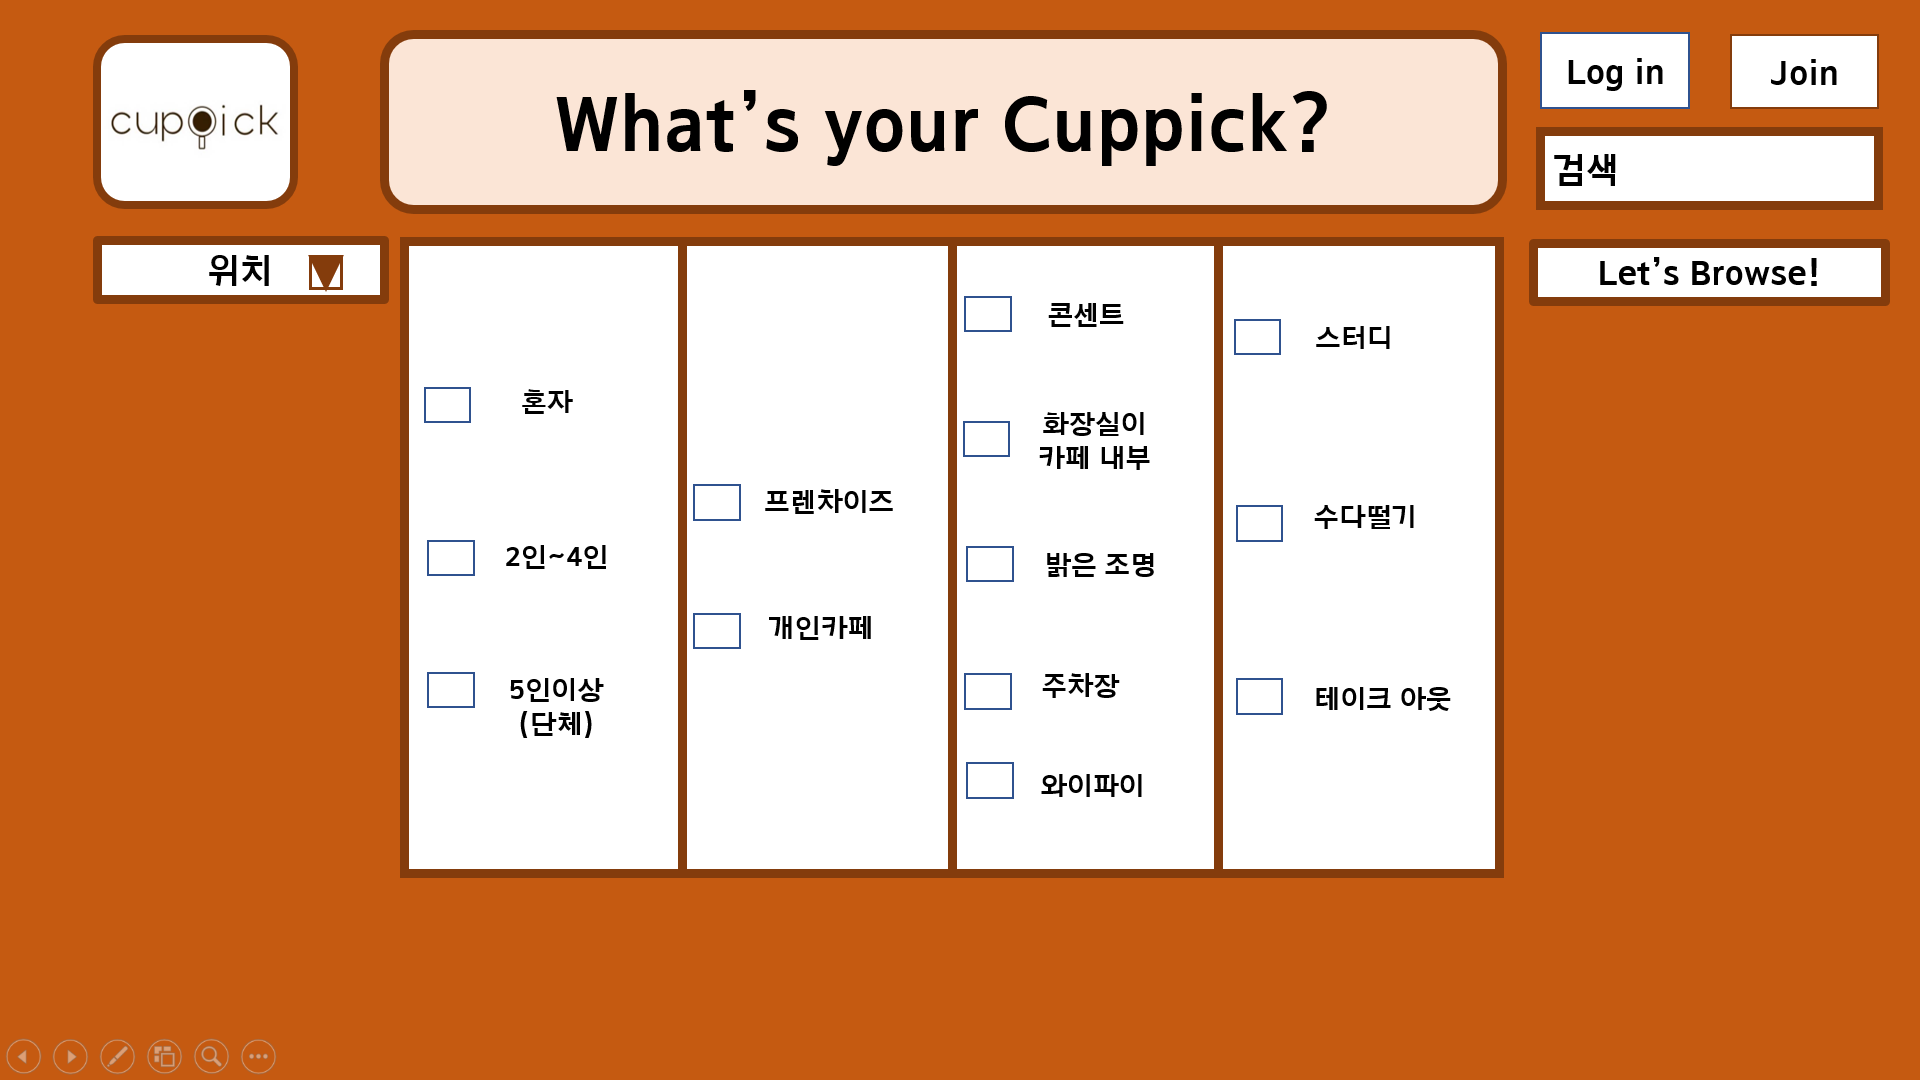 cuppick
What’s your Cuppick?
Log in
Join
검색
위치
Let’s Browse!
혼자
2인~4인
5인이상
(단체)
프렌차이즈
개인카페
콘센트
화장실이
카페 내부
밝은 조명
주차장
와이파이
스터디
수다떨기
테이크 아웃